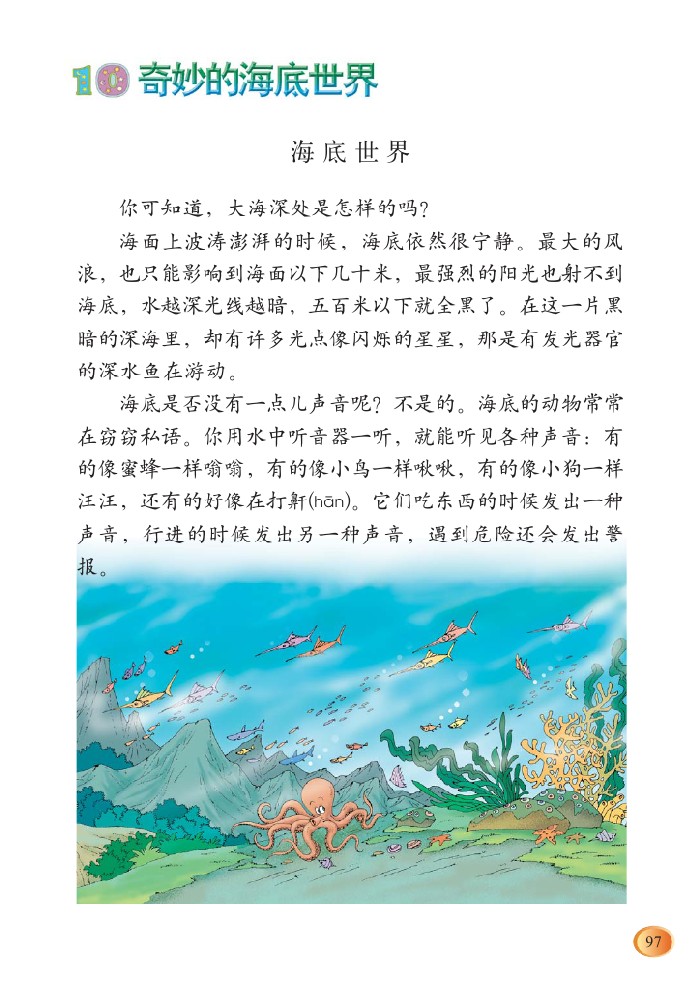 10 奇妙的海底世界
海底世界
你可知道，大海深处是怎样的吗？
海面上波涛澎湃的时候，海底依然很宁静。最大的风
浪，也只能影响到海面以下几十米，最强烈的阳光也射不到
海底，水越深光线越暗，五百米以下就全黑了。在这一片黑
暗的深海里，却有许多光点像闪烁的星星，那是有发光器官
的深水鱼在游动。
海底是否没有一点儿声音呢？不是的。海底的动物常常
在窃窃私语。你用水中听音器一听，就能听见各种声音：有
的像蜜蜂一样嗡嗡，有的像小鸟一样啾啾，有的像小狗一样
汪汪，还有的好像在打鼾(hān)。它们吃东西的时侯发出一种
声音，行进的时候发出另一种声音，遇到危险还会发出警
报。
97